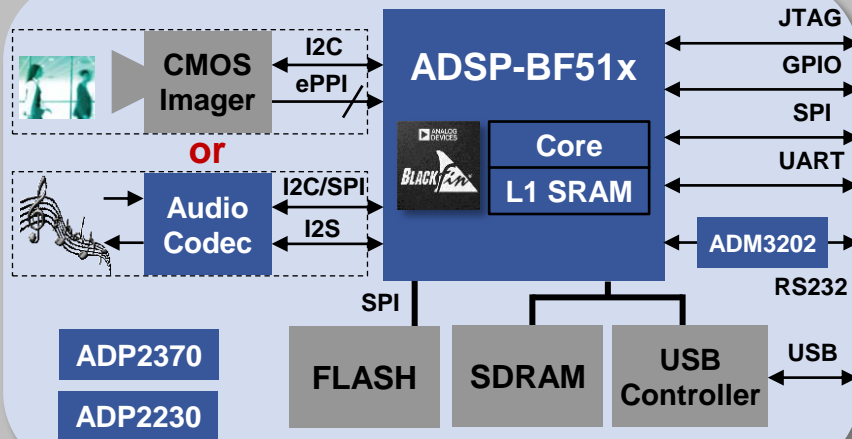 I2C
CMOS
Imager
ePPI
or
Audio
Codec
I2C/SPI
I2S
ADSP-BF51x
ANALOG
DEVICES
BLACKfin
Core
L1 SRAM
JTAG
GPIO
SPI
UART
ADM3202
RS232
SPI
FLASH
SDRAM
USB
Controller
USB
ADP2370
ADP2230